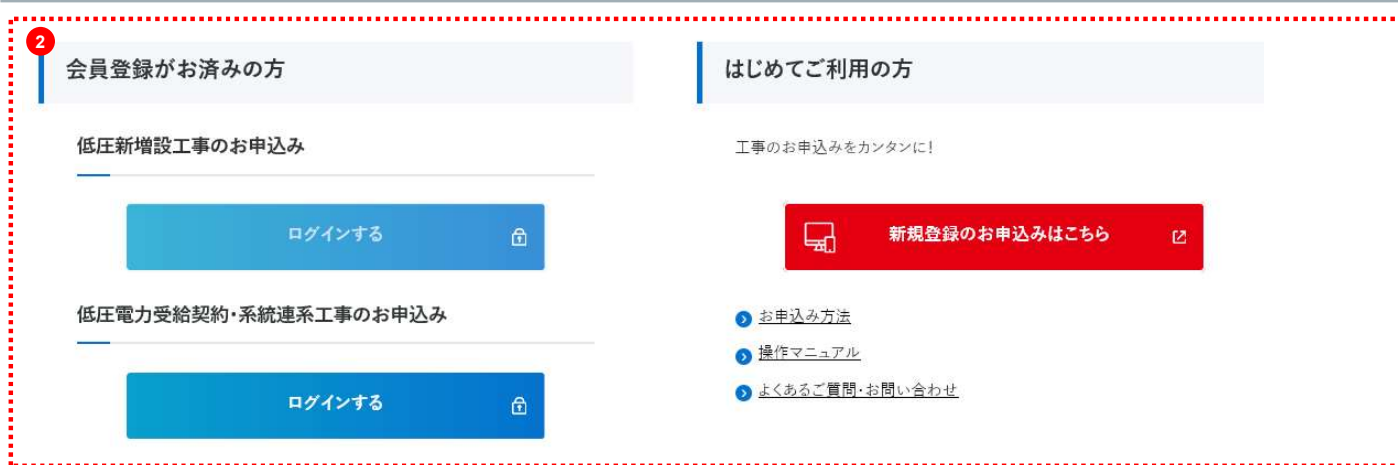 2
会員登録がお済みの方
低圧新増設工事のお申込み
ログインする
低圧電力受給契約・系統連系工事のお申込み
ログインする
はじめてご利用の方
工事のお申込みをカンタンに!
新規登録のお申込みはこちら
お申込み方法
操作マニュアル
よくあるご質問・お問い合わせ